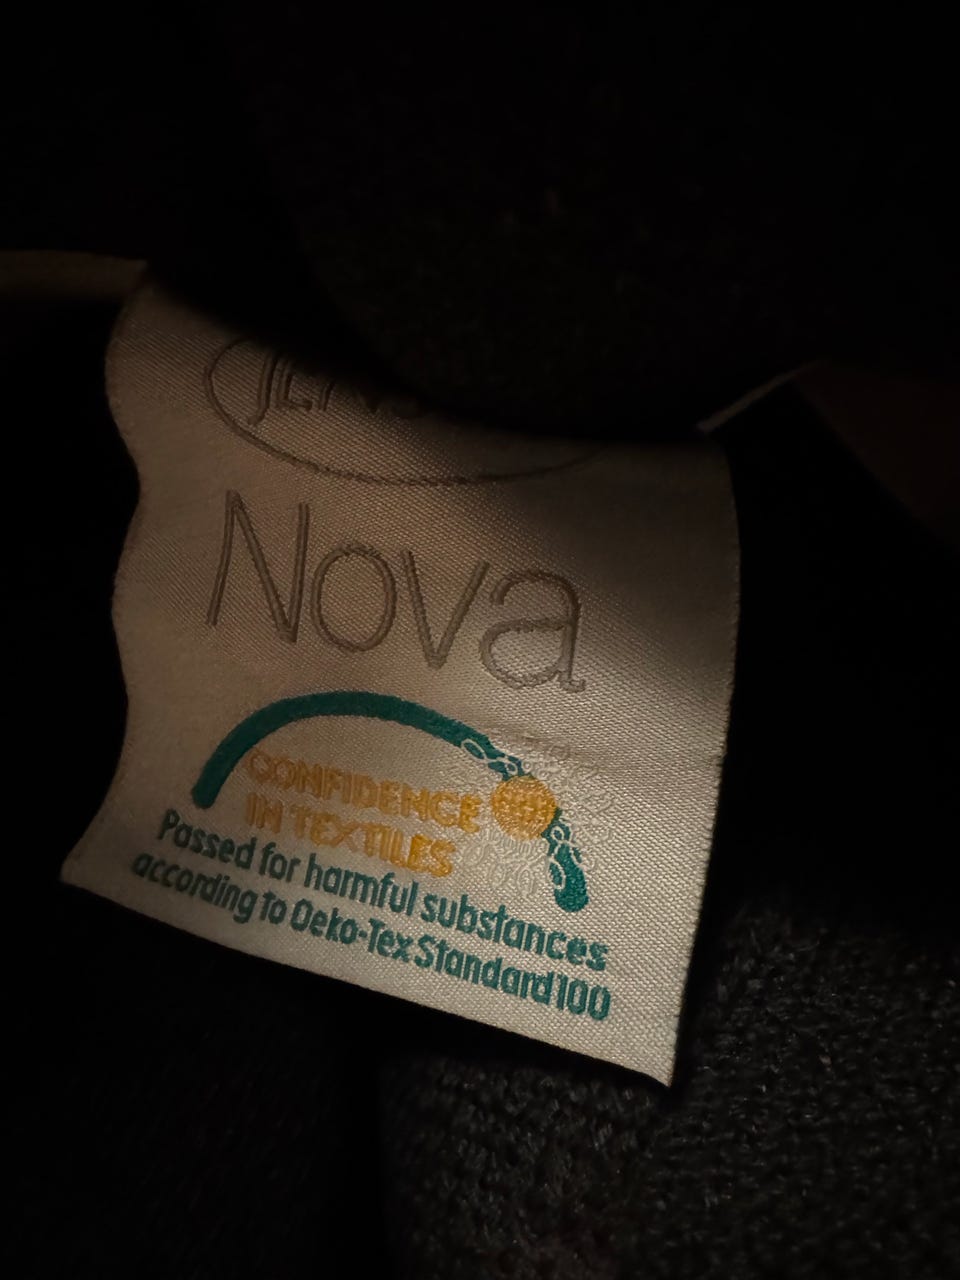 Nova
CONFIDENCE
IN TEXTILES
Passed for harmful substances
according to Oeko-Tex Standard 100